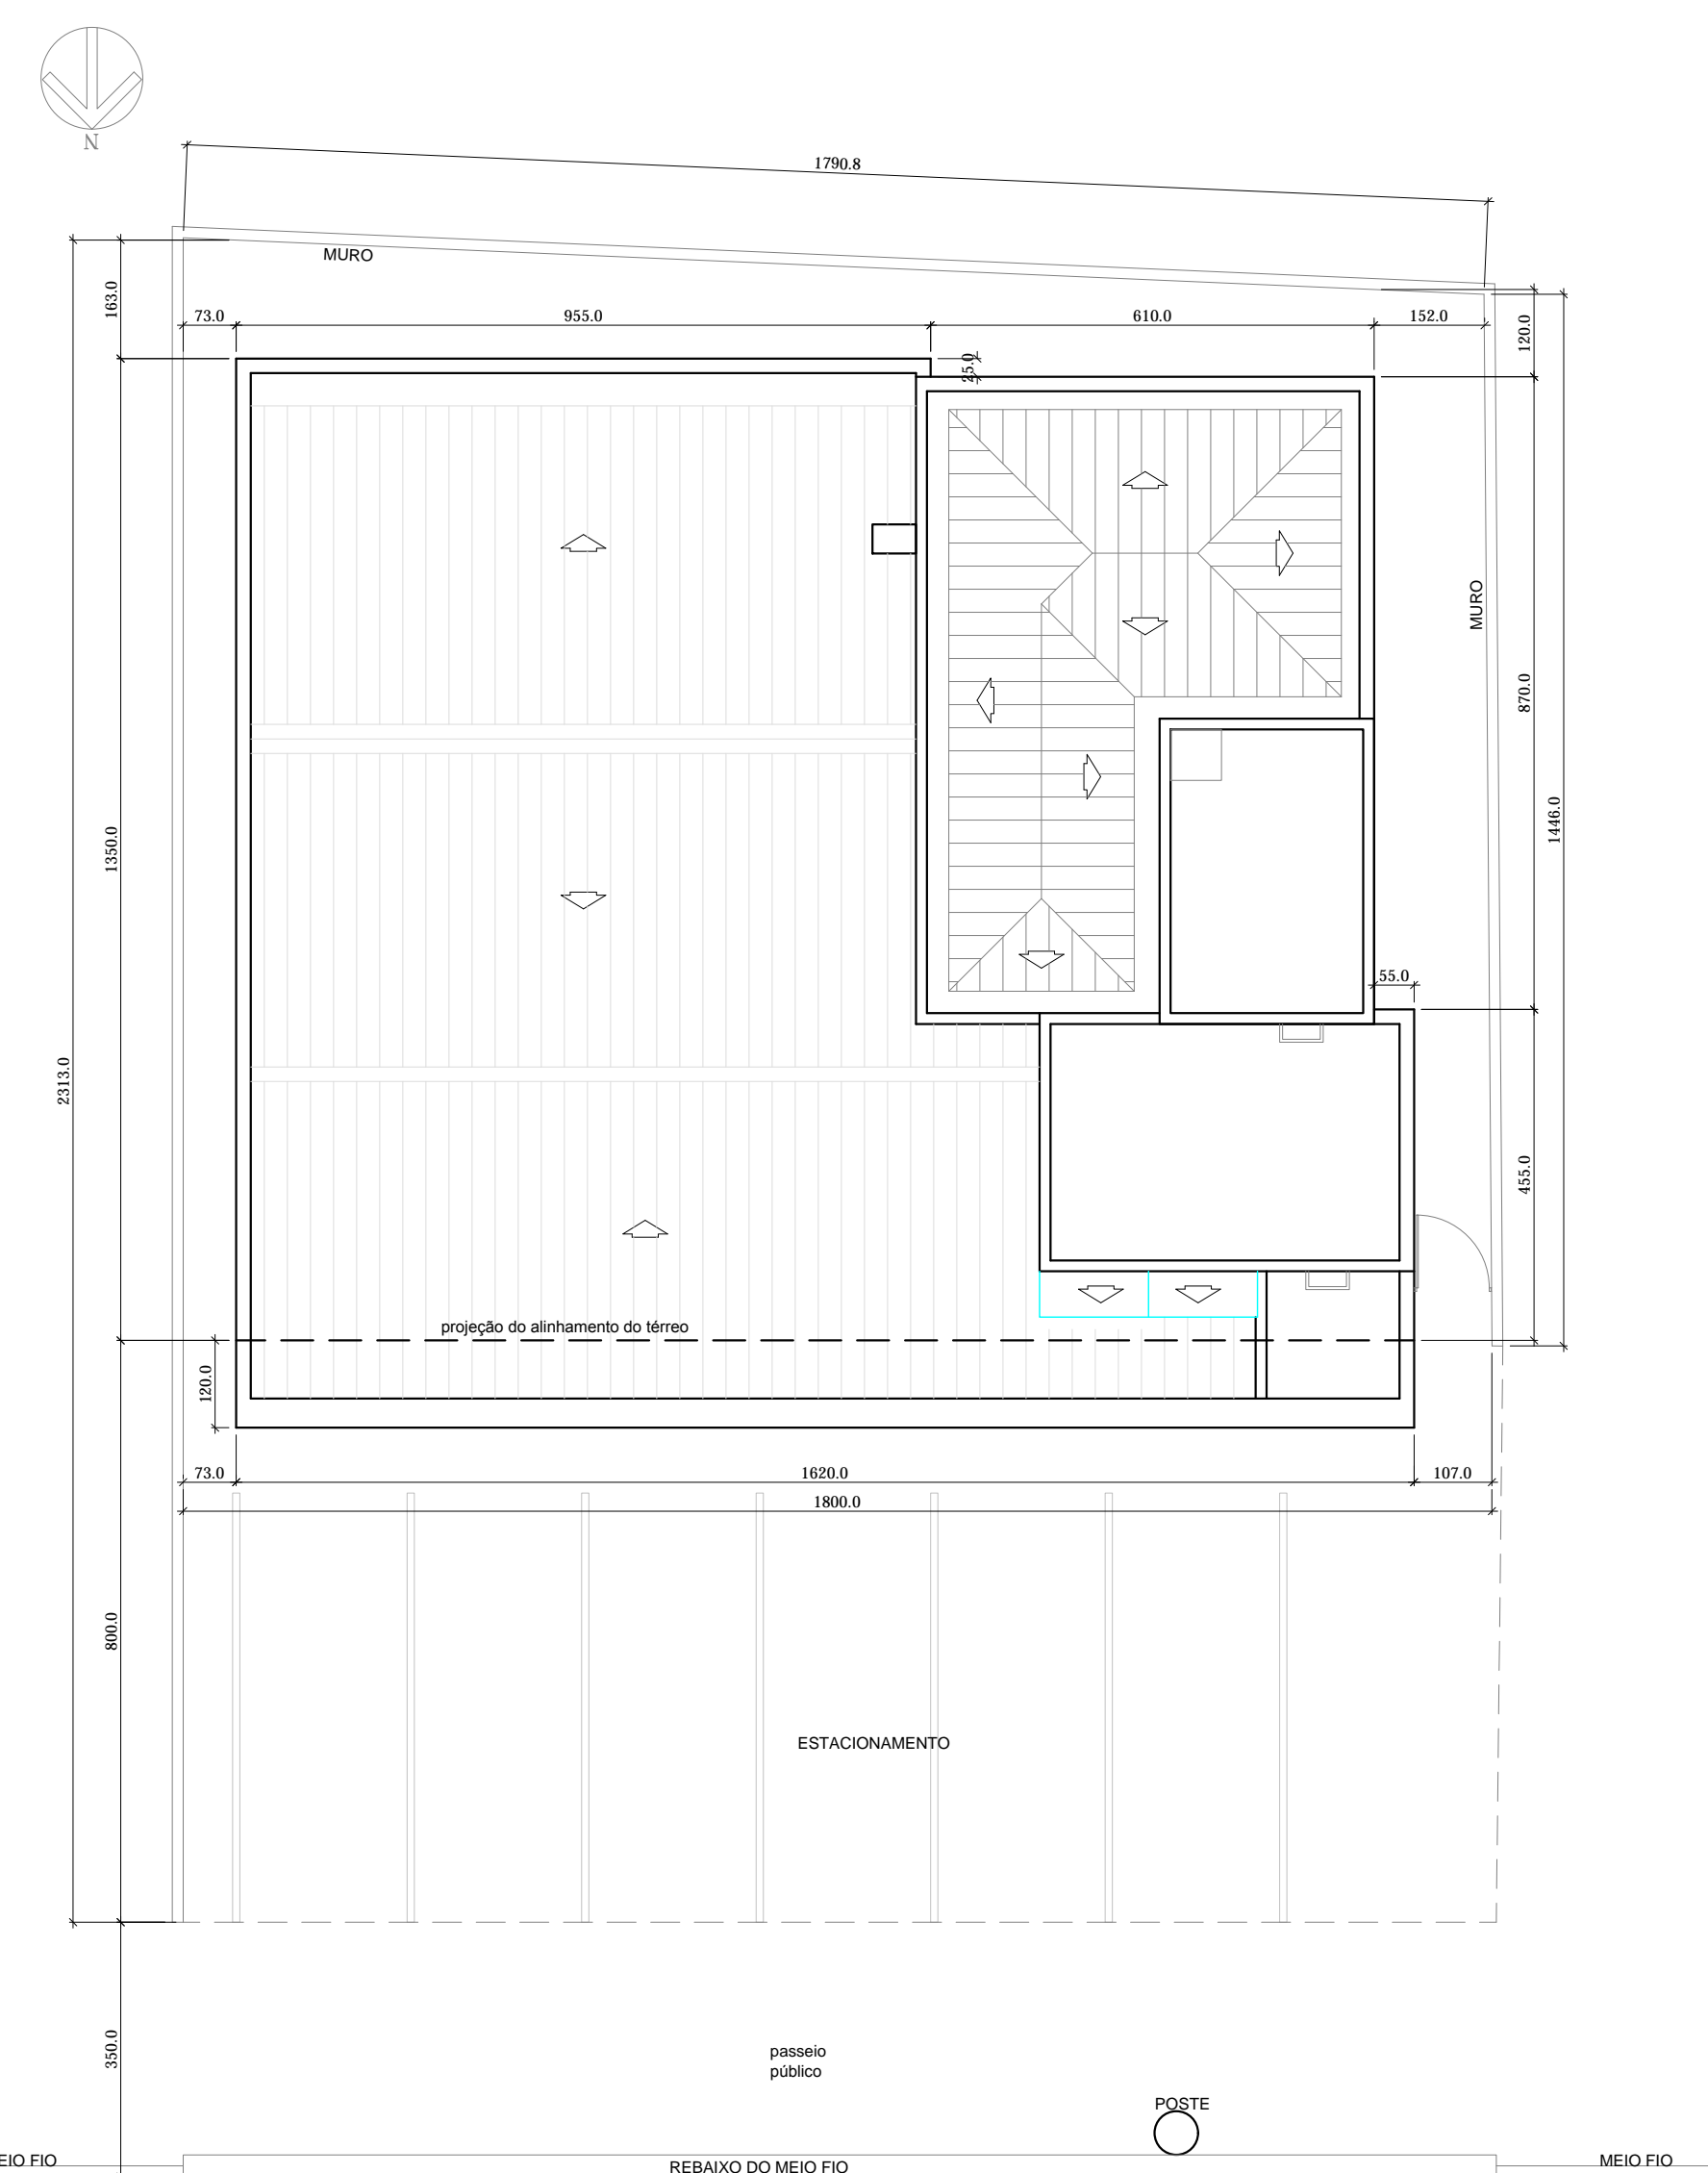 N
1790.8
MURO
163.0
73.0
955.0
610.0
152.0
120.0
25.0
MURO
870.0
1350.0
1446.0
55.0
2313.0
455.0
projeção do alinhamento do térreo
120.0
73.0
1620.0
107.0
1800.0
800.0
ESTACIONAMENTO
350.0
passeio
público
POSTE
EIO FIO
MEIO FIO
REBAIXO DO MEIO FIO